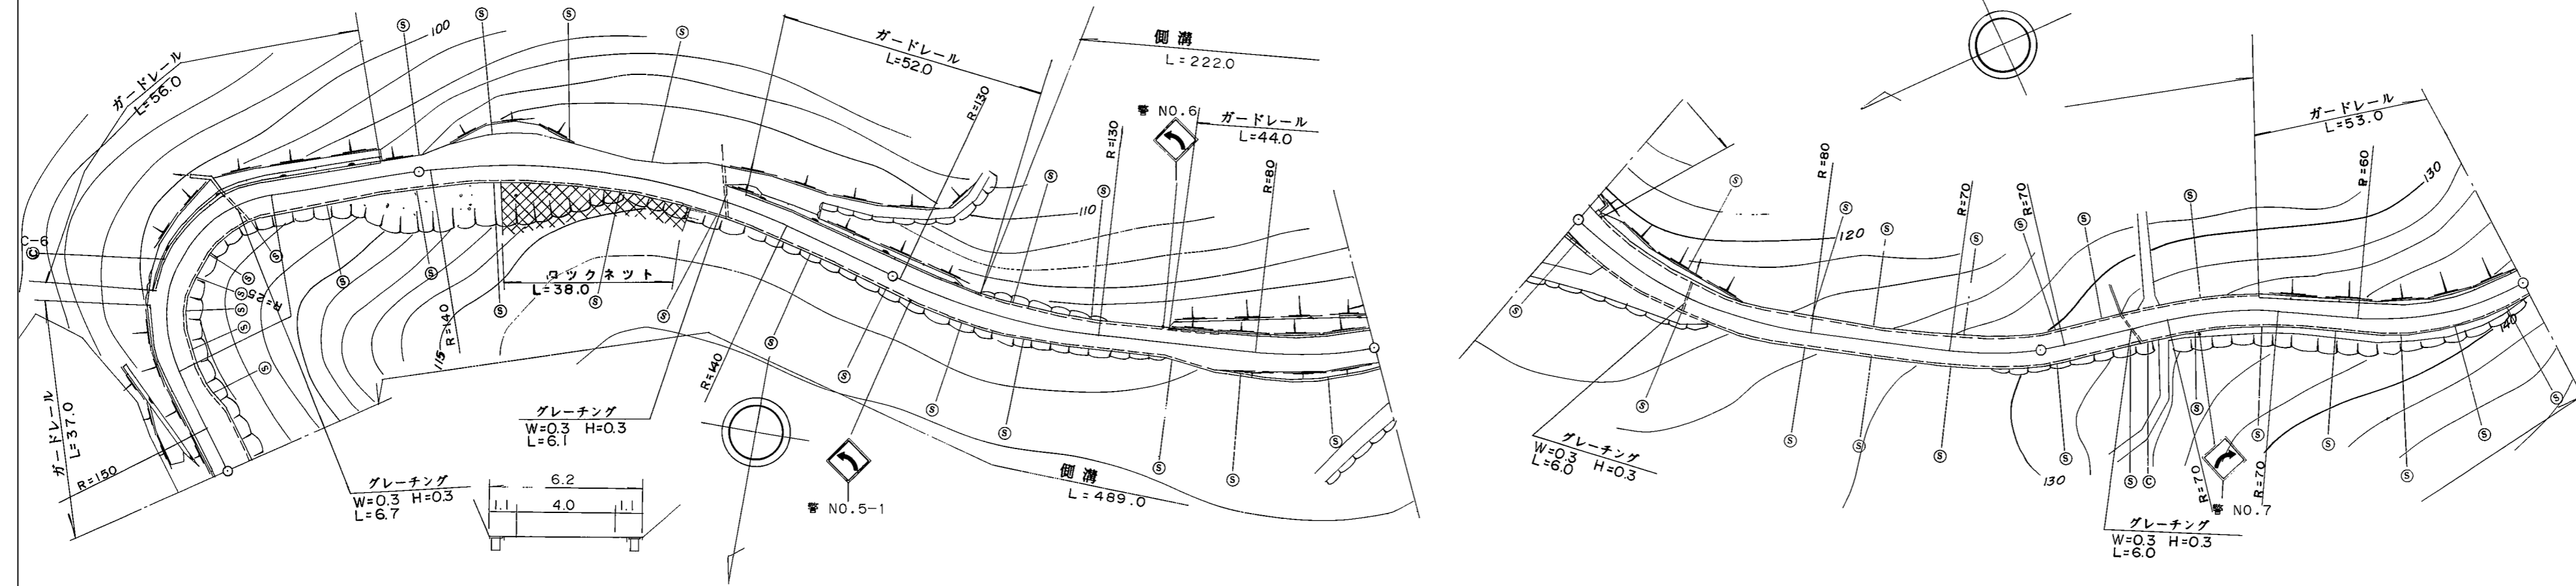 ガードレール
L=56.0
100
ガードレール
L=52.0
側溝
L=222.0
R=130
警 NO.6
ガードレール
L=44.0
R=130
R=80
110
C-6
R=25
ロックネット
L=38.0
R=140
115
R=140
ガードレール
L=37.0
R=150
グレーチング
W=0.3 H=0.3
L=6.1
グレーチング
W=0.3 H=0.3
L=6.7
6.2
1.1 4.0 1.1
警 NO.5-1
側溝
L=489.0
ガードレール
L=53.0
R=80
R=70
R=70
R=60
130
120
140
130
グレーチング
W=0.3 H=0.3
L=6.0
R=70
R=70
警 NO.7
グレーチング
W=0.3 H=0.3
L=6.0